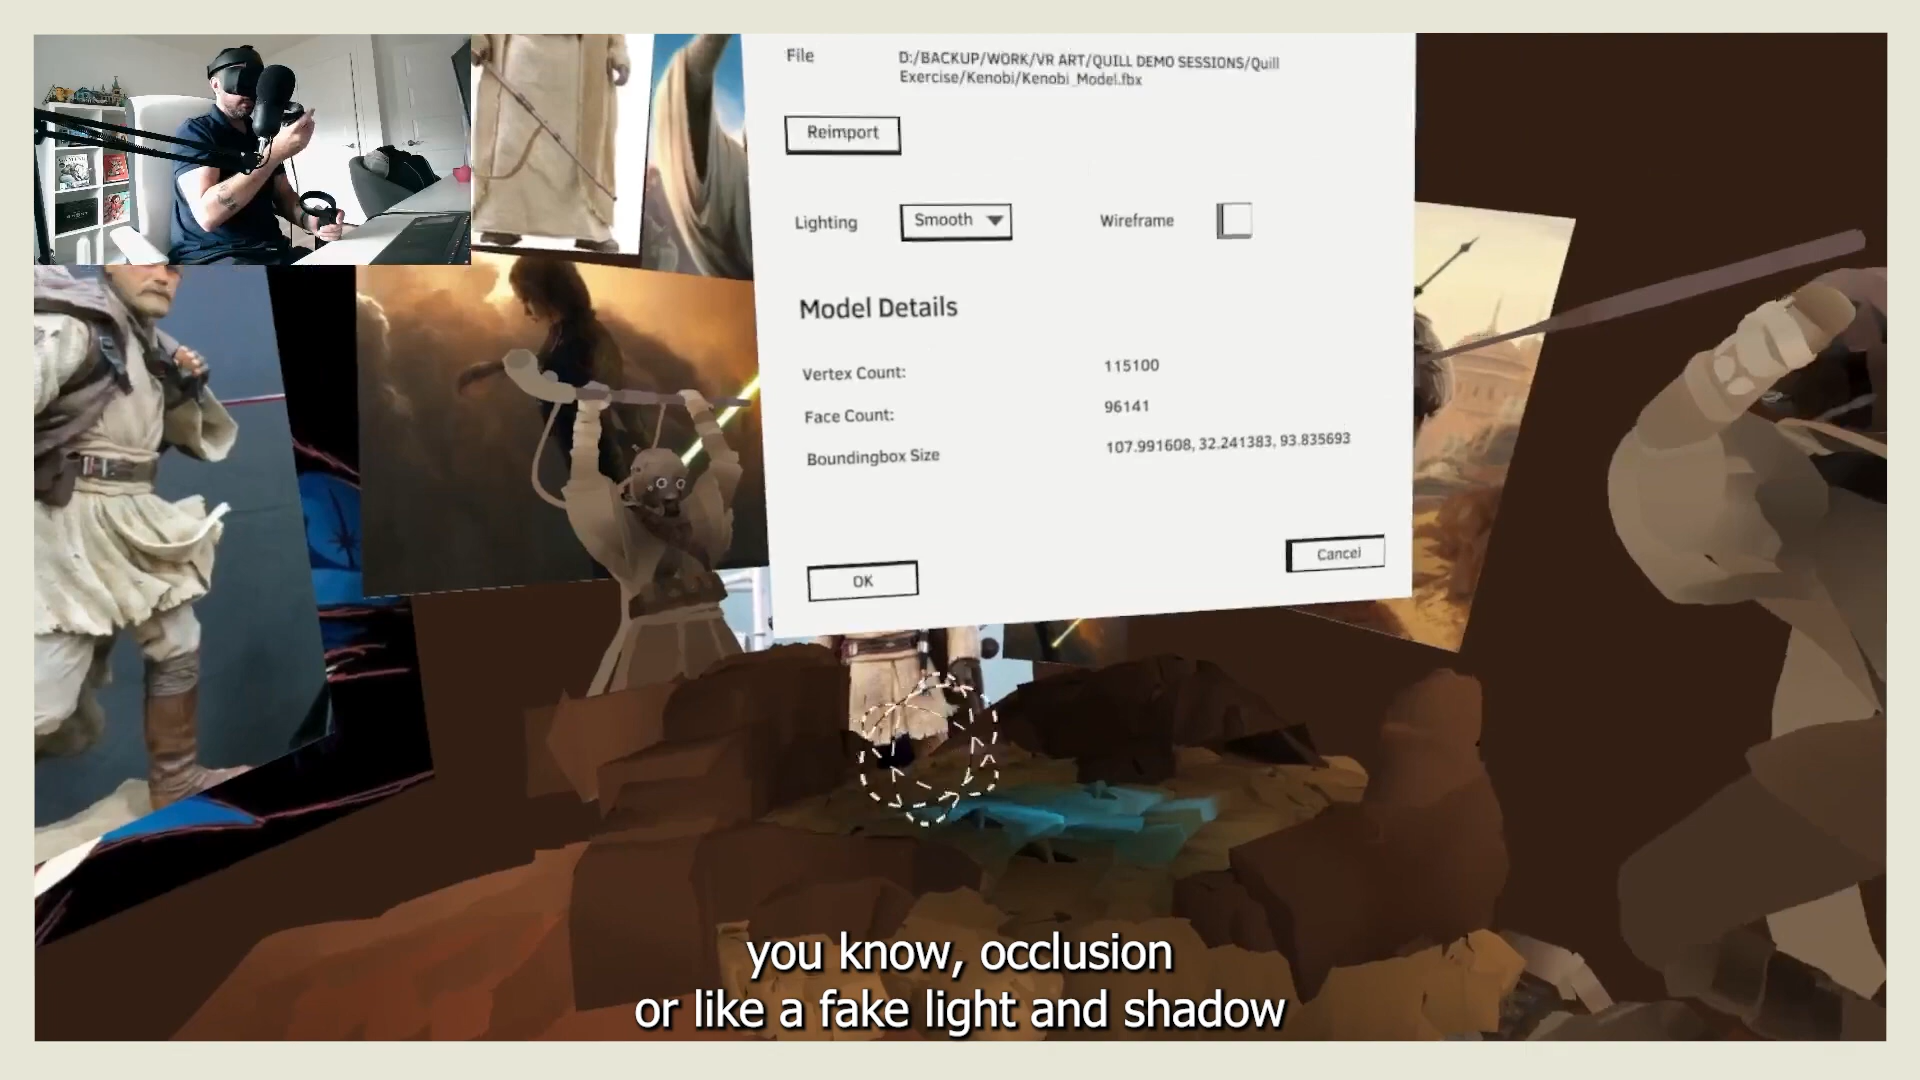 File
D:/BACKUP/WORK/VR ART/QUILL DEMO SESSIONS/Quill
Exercise/Kenobi/Kenobi_Model.fbx
Reimport
Lighting
Smooth
Wireframe
Model Details
Vertex Count:
115100
Face Count:
96141
Boundingbox Size
107.991608, 32.241383, 93.835693
OK
Cancel
you know, occlusion
or like a fake light and shadow